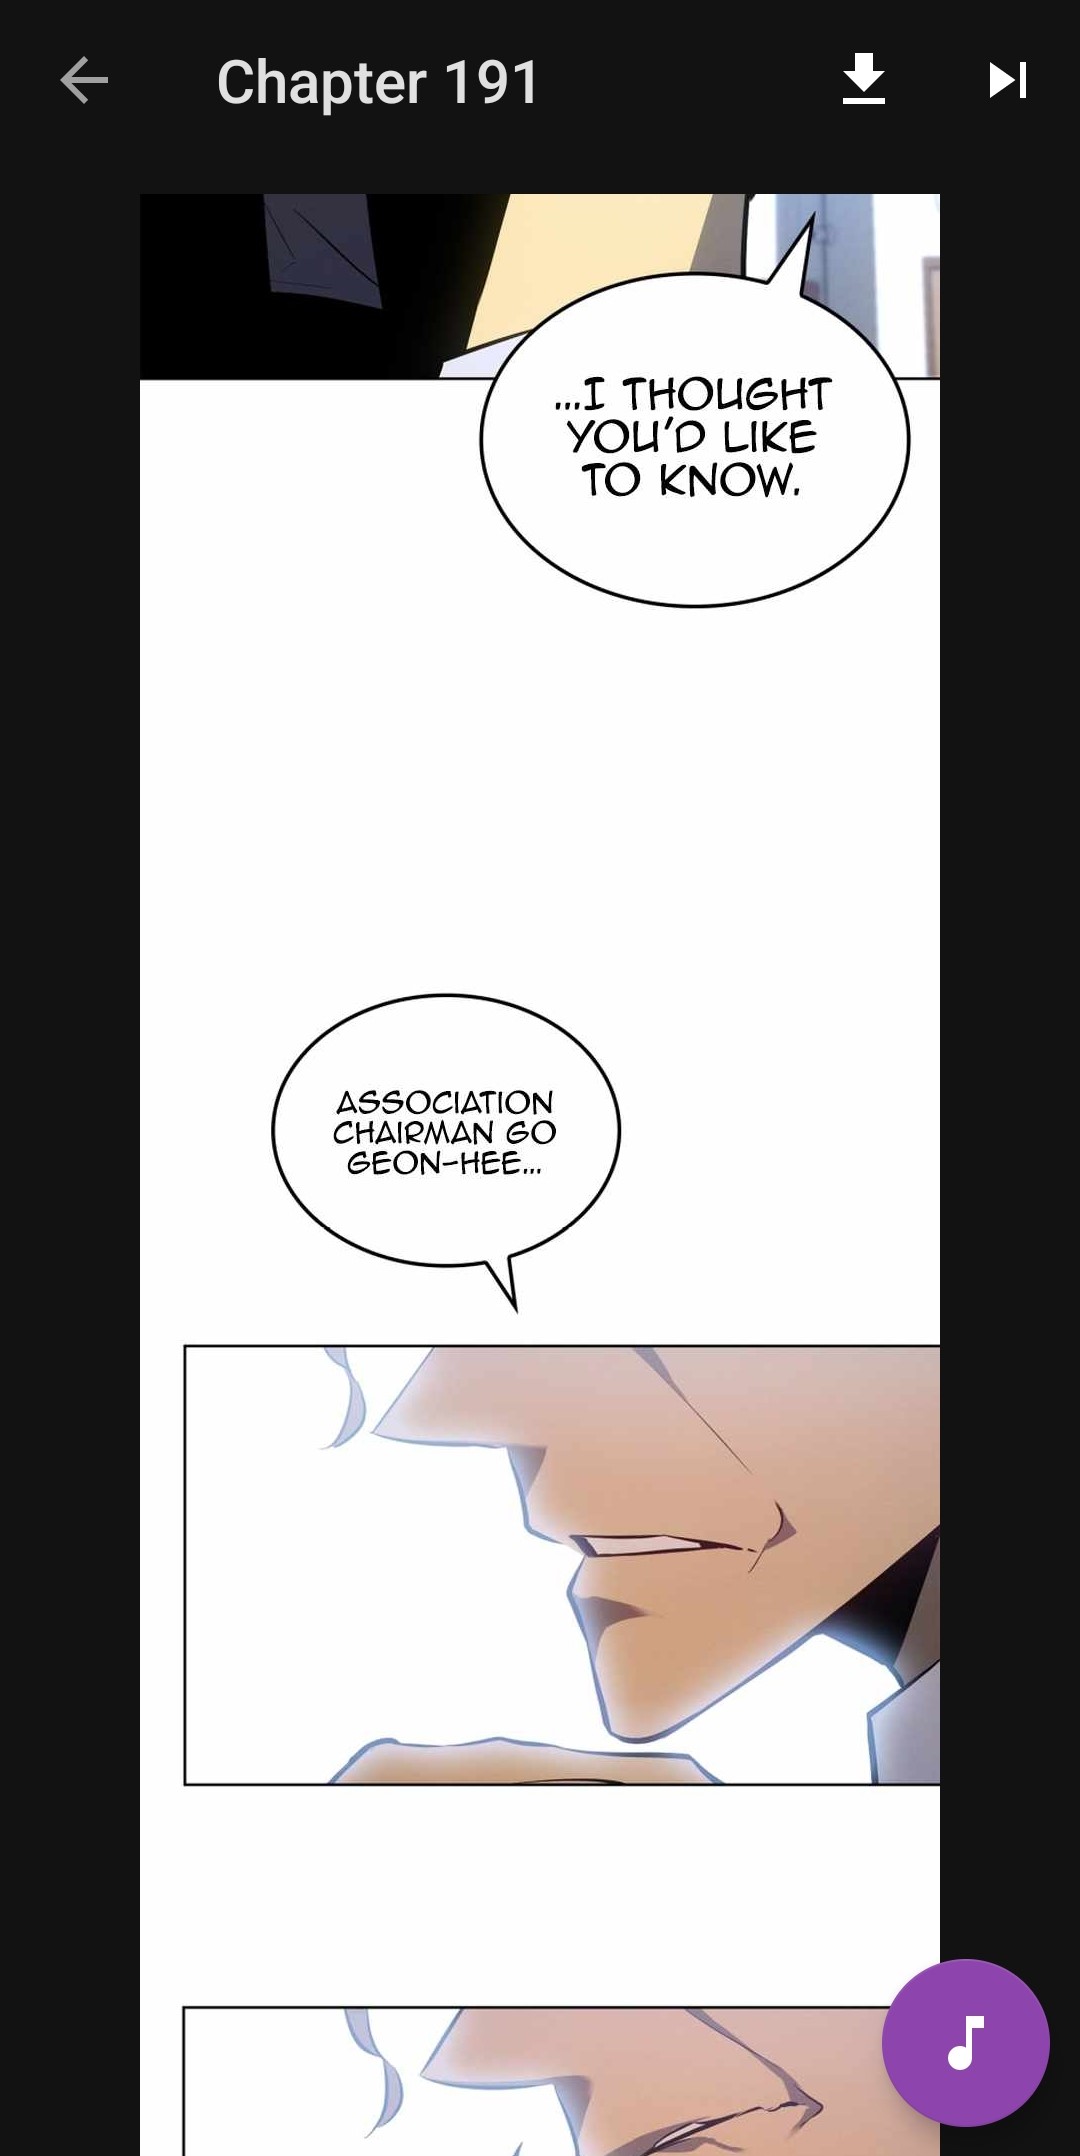 Chapter 191
...I THOUGHT
YOU'D LIKE
TO KNOW.
ASSOCIATION
CHAIRMAN GO
GEON-HEE...